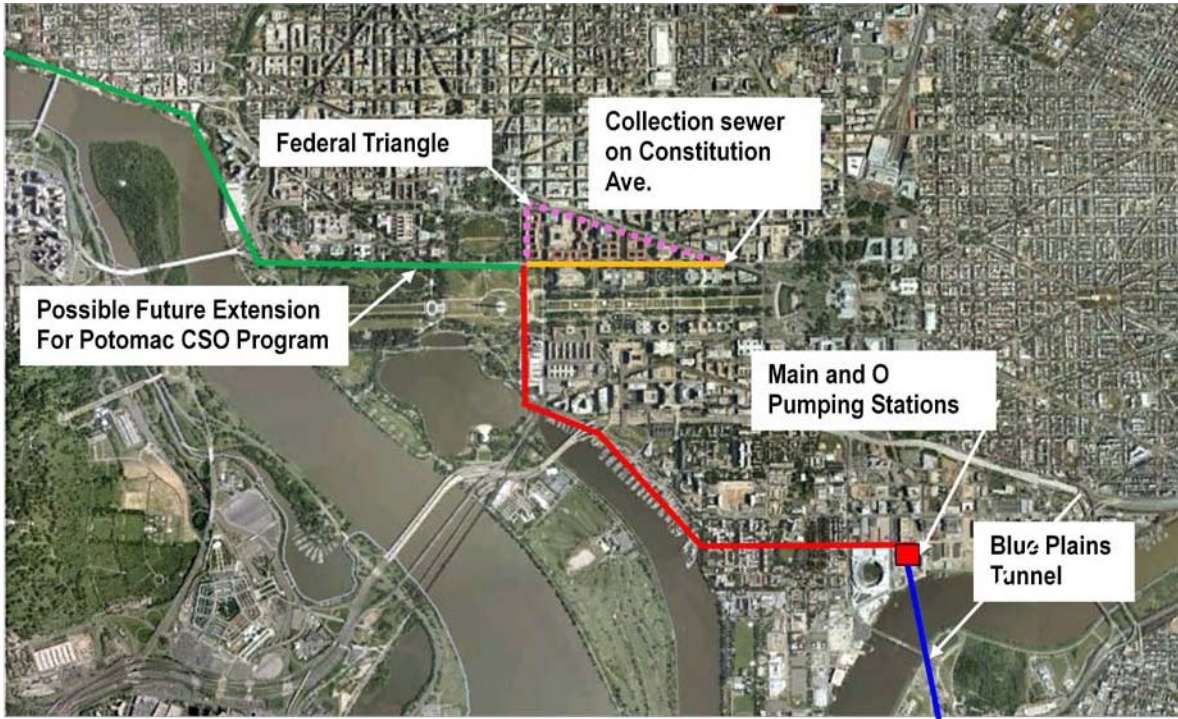 Federal Triangle
Collection sewer
on Constitution
Ave.
Possible Future Extension
For Potomac CSO Program
Main and O
Pumping Stations
Blue Plains
Tunnel